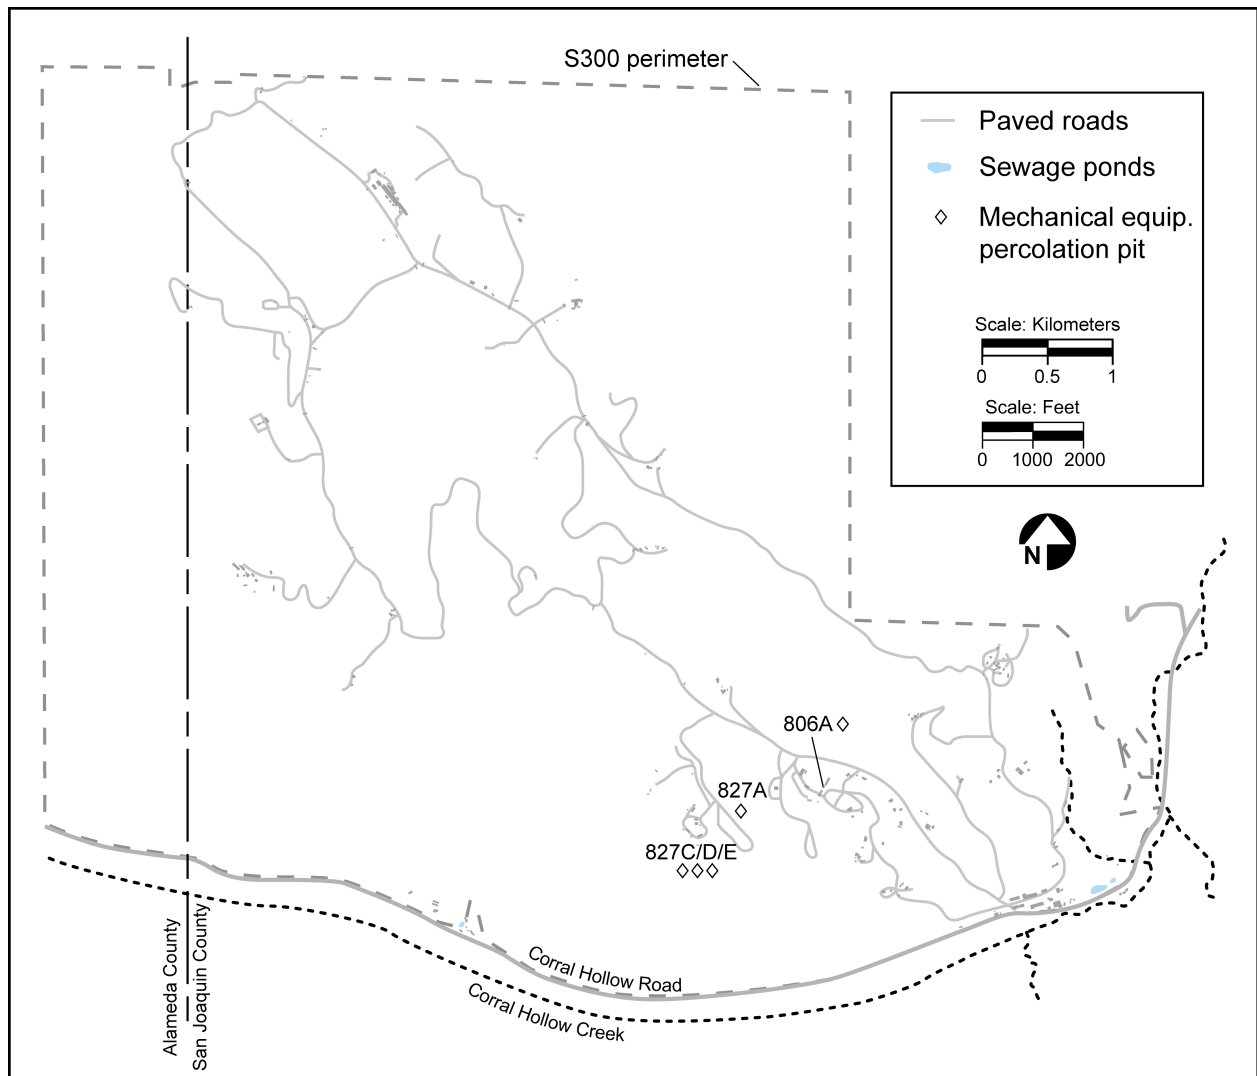 S300 perimeter
Paved roads
Sewage ponds
Mechanical equip.
percolation pit
Scale: Kilometers
0 0.5 1
Scale: Feet
0 1000 2000
N
806A
827A
827C/D/E
Corral Hollow Road
Corral Hollow Creek
Alameda County
San Joaquin County